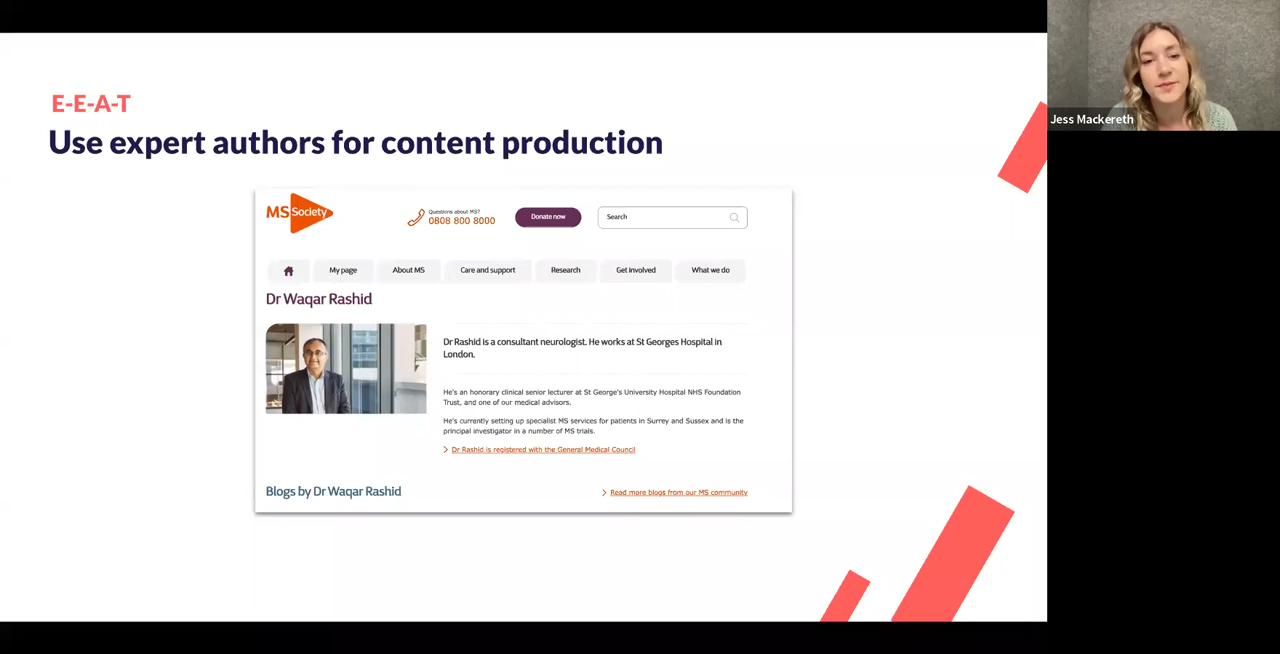 E-E-A-T
Use expert authors for content production
MS Society
Questions about MS?
0808 800 8000
Donate now
Search
My page
About MS
Care and support
Research
Get involved
What we do
Dr Waqar Rashid
Dr Rashid is a consultant neurologist. He works at St Georges Hospital in
London.
He's an honorary clinical senior lecturer at St George's University Hospital NHS Foundation
Trust, and one of our medical advisors.
He's currently setting up specialist MS services for patients in Surrey and Sussex and is the
principal investigator in a number of MS trials.
Dr Rashid is registered with the General Medical Council
Blogs by Dr Waqar Rashid
Read more blogs from our MS community
Jess Mackereth